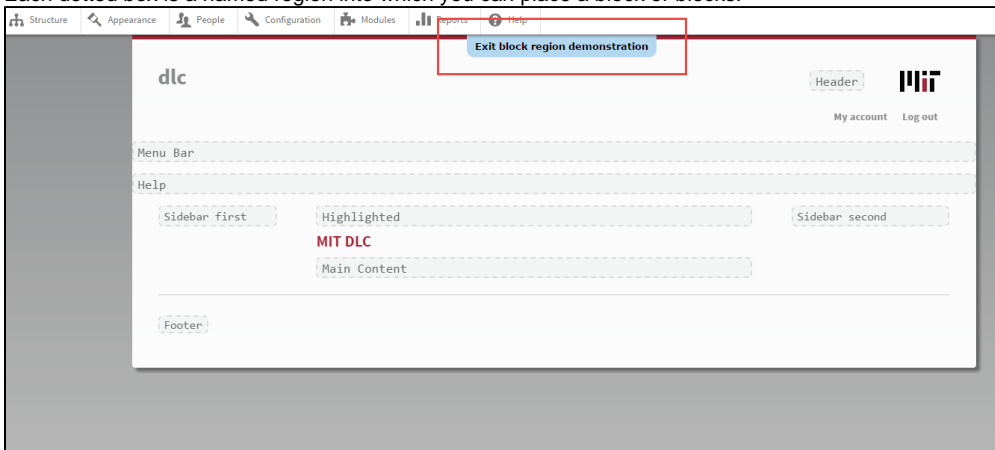 Each dotted box is a named region into which you can place a block or blocks.
Structure Appearance People Configuration Modules Reports Help
Exit block region demonstration
dlc
Header
MiT
My account Log out
Menu Bar
Help
Sidebar first Highlighted Sidebar second
MIT DLC
Main Content
Footer